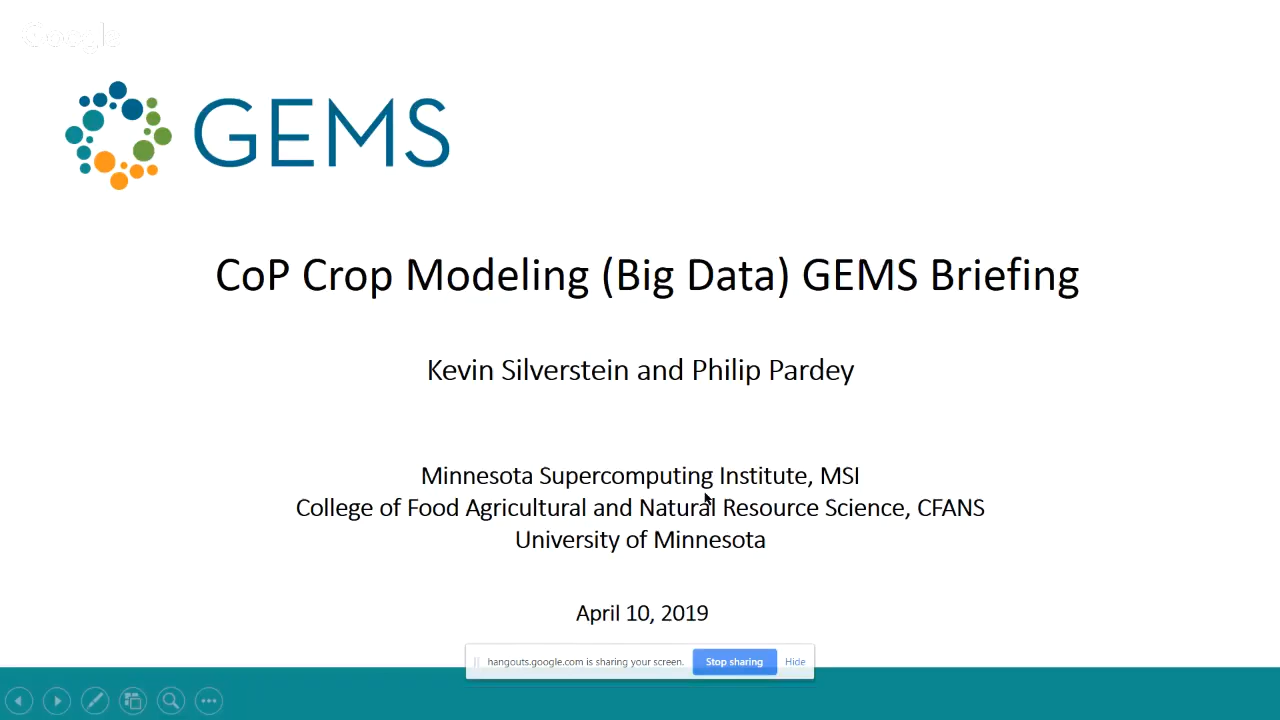 Google
GEMS
CoP Crop Modeling (Big Data) GEMS Briefing
Kevin Silverstein and Philip Pardey
Minnesota Supercomputing Institute, MSI
College of Food Agricultural and Natural Resource Science, CFANS
University of Minnesota
April 10, 2019
hangouts.google.com is sharing your screen. Stop sharing Hide